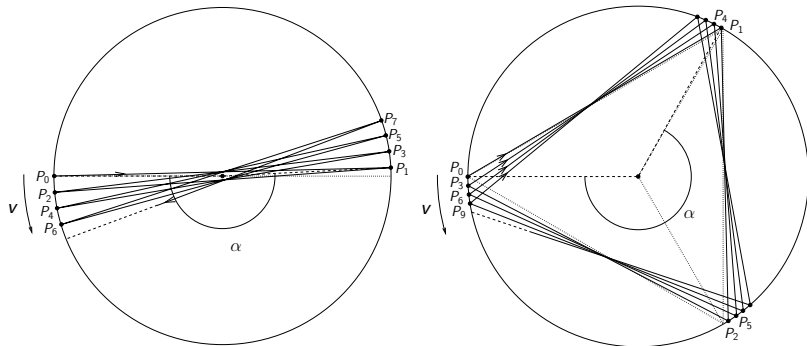 P₀
P₂
P₄
P₆
v
α
P₇
P₅
P₃
P₁
P₄
P₁
P₀
P₃
P₆
P₉
v
α
P₂
P₅